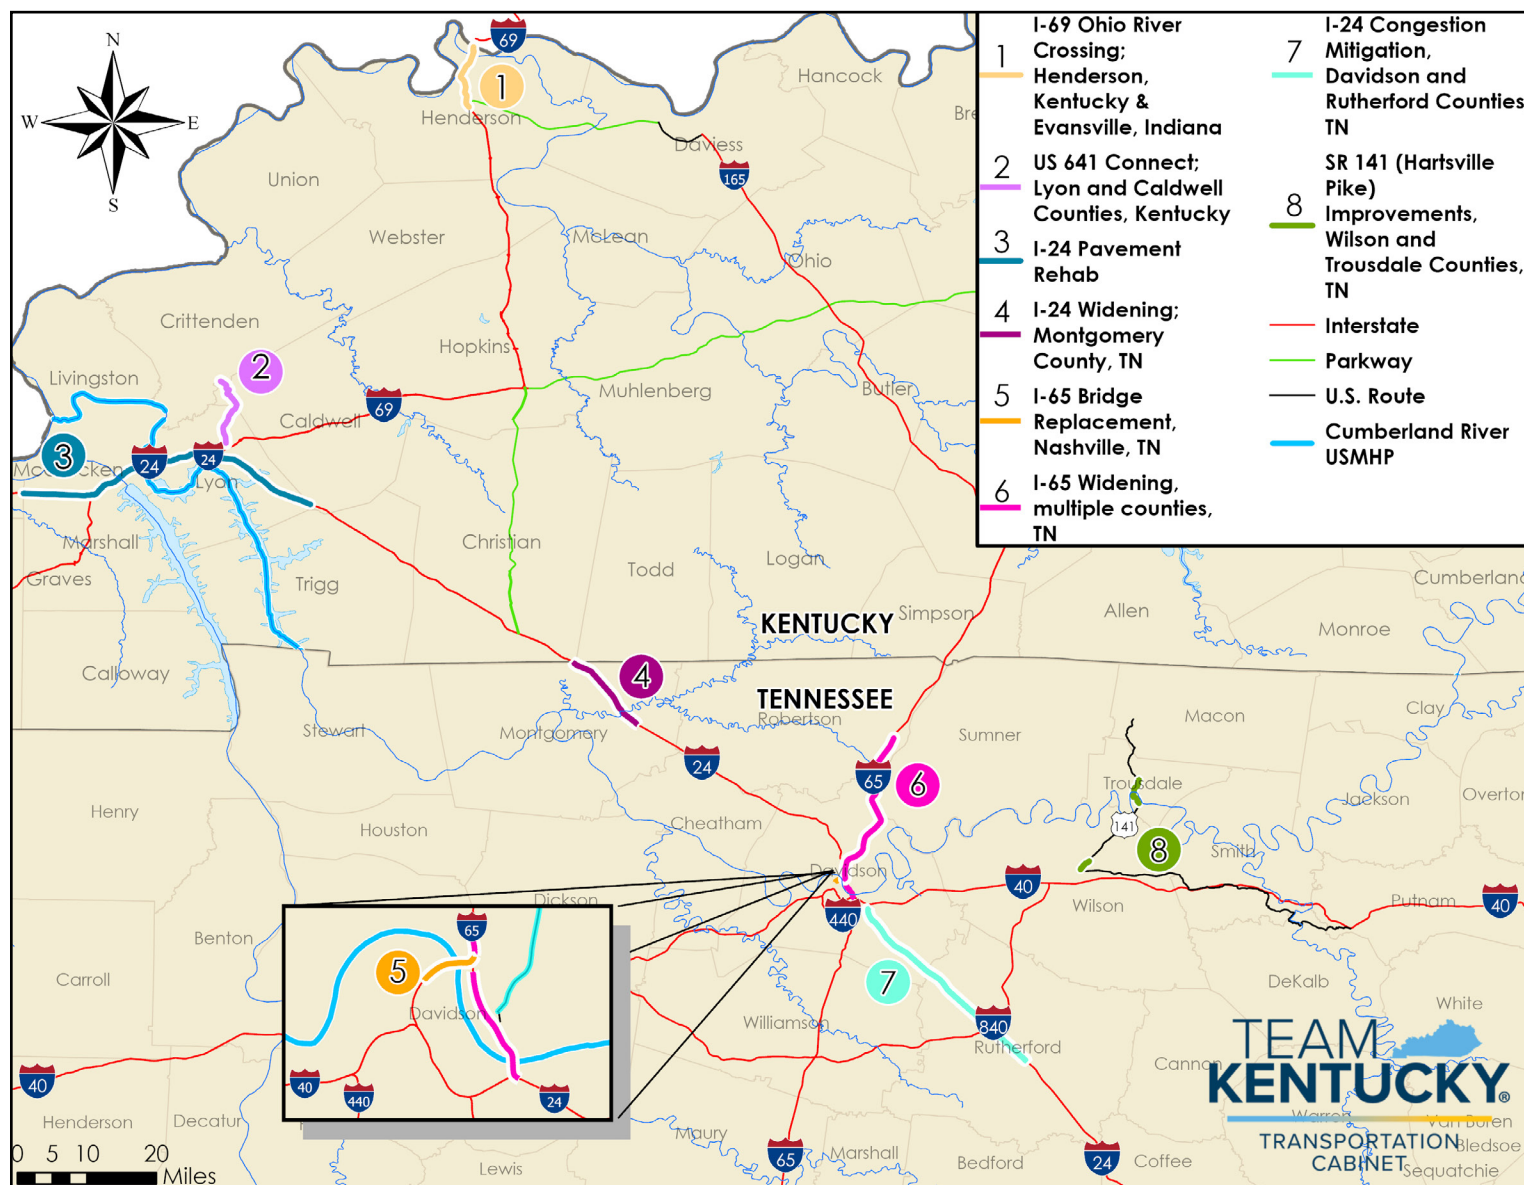 N
W
E
S
69
1
Henderson
Hancock
Bre
Daviess
165
Union
Webster
McLean
Ohio
Crittenden
Hopkins
Livingston
2
Caldwell
69
Muhlenberg
Butler
3
24
24
Lyon
Marshall
Graves
Trigg
Christian
Todd
Logan
Simpson
Allen
Monroe
Cumberland
KENTUCKY
Calloway
4
TENNESSEE
Robertson
Stewart
Montgomery
24
Sumner
Macon
Clay
65
6
Trousdale
Jackson
Overton
Henry
Houston
Cheatham
141
8
Smith
Davidson
40
Wilson
Putnam
40
Dickson
440
Benton
Carroll
7
DeKalb
White
Williamson
840
Rutherford
Cannon
65
5
Davidson
40
440
24
40
Henderson
Decatur
Lewis
Maury
65
Marshall
Bedford
24
Coffee
Warren
Van Buren
Bledsoe
Sequatchie
0 5 10 20
Miles
1
I-69 Ohio River
Crossing;
Henderson,
Kentucky &
Evansville, Indiana
2
US 641 Connect;
Lyon and Caldwell
Counties, Kentucky
3
I-24 Pavement
Rehab
4
I-24 Widening;
Montgomery
County, TN
5
I-65 Bridge
Replacement,
Nashville, TN
6
I-65 Widening,
multiple counties,
TN
7
I-24 Congestion
Mitigation,
Davidson and
Rutherford Counties
TN
8
SR 141 (Hartsville
Pike)
Improvements,
Wilson and
Trousdale Counties,
TN
Interstate
Parkway
U.S. Route
Cumberland River
USMHP
TEAM
KENTUCKY®
TRANSPORTATION
CABINET